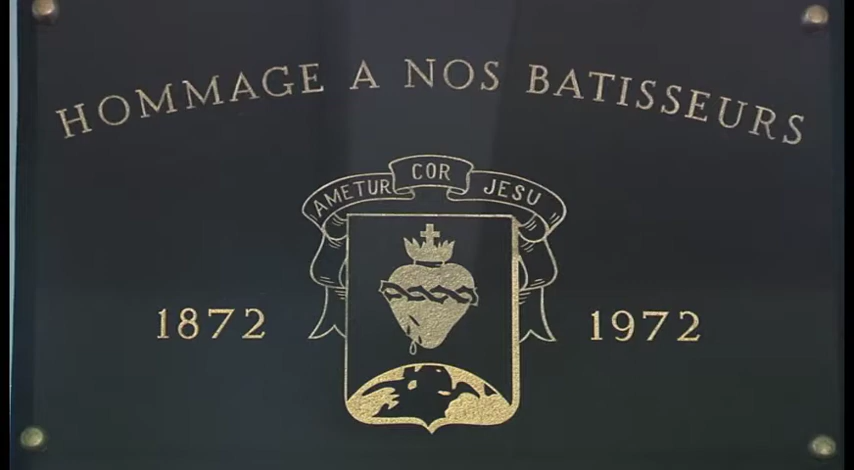 HOMMAGE A NOS BATISSEURS
AMETUR COR JESU
1872
1972